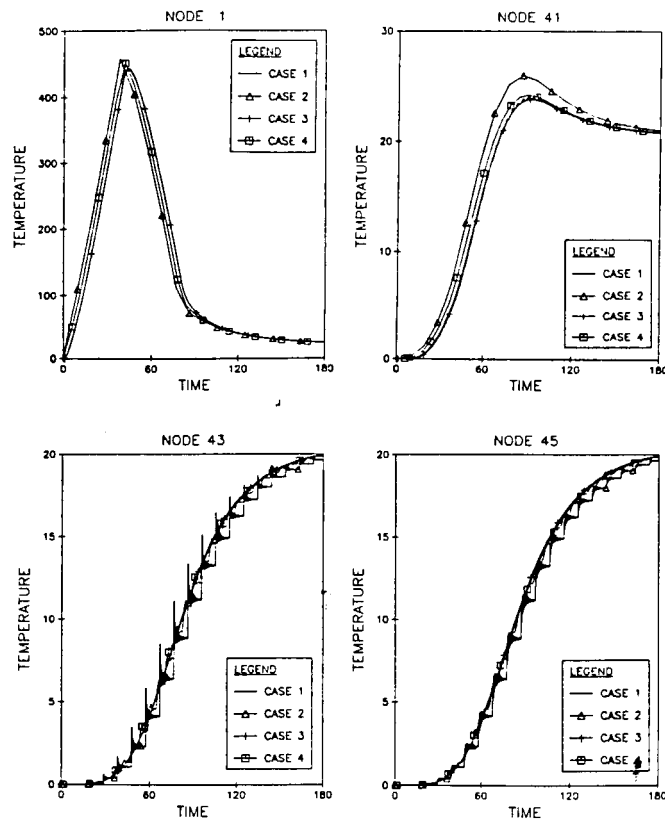 NODE 1
500
400
300
200
100
0
TEMPERATURE
LEGEND
CASE 1
CASE 2
CASE 3
CASE 4
0
60
120
180
TIME
NODE 41
30
20
10
0
TEMPERATURE
LEGEND
CASE 1
CASE 2
CASE 3
CASE 4
0
60
120
180
TIME
NODE 43
20
15
10
5
0
TEMPERATURE
LEGEND
CASE 1
CASE 2
CASE 3
CASE 4
0
60
120
180
TIME
NODE 45
20
15
10
5
0
TEMPERATURE
LEGEND
CASE 1
CASE 2
CASE 3
CASE 4
0
60
120
180
TIME